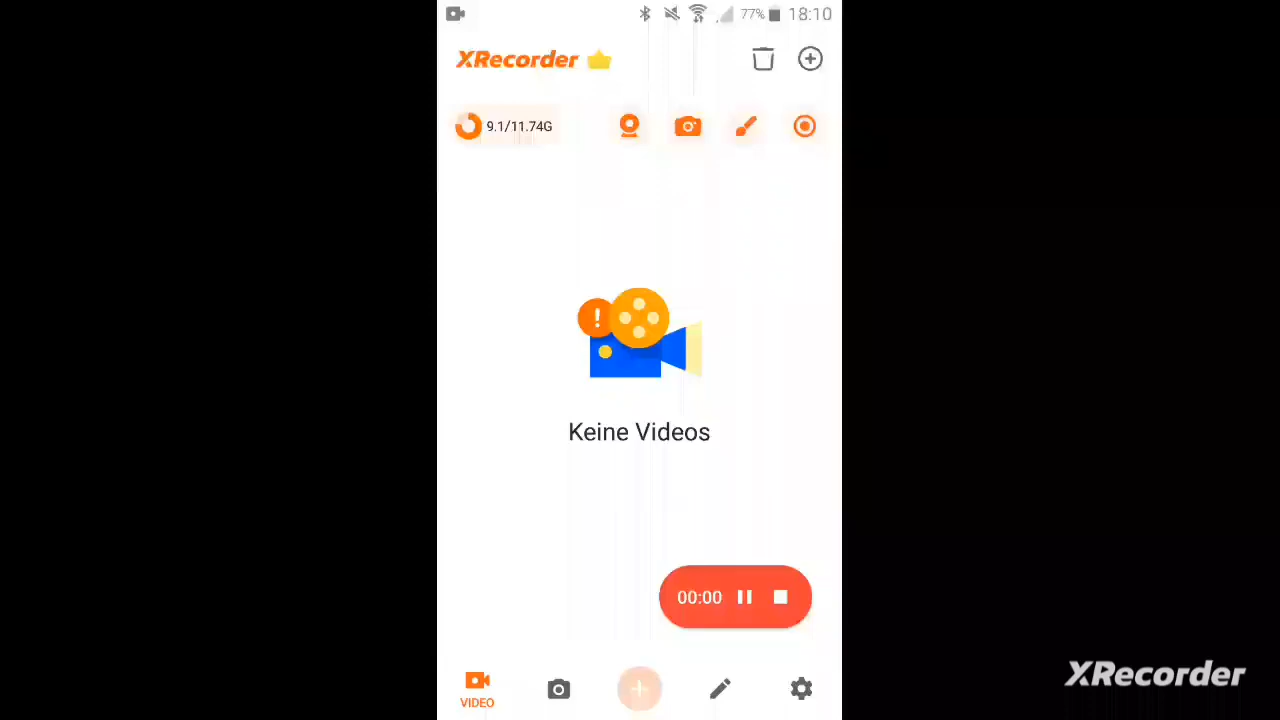 77% 18:10
XRecorder
9.1/11.74G
!
Keine Videos
00:00
VIDEO
XRecorder